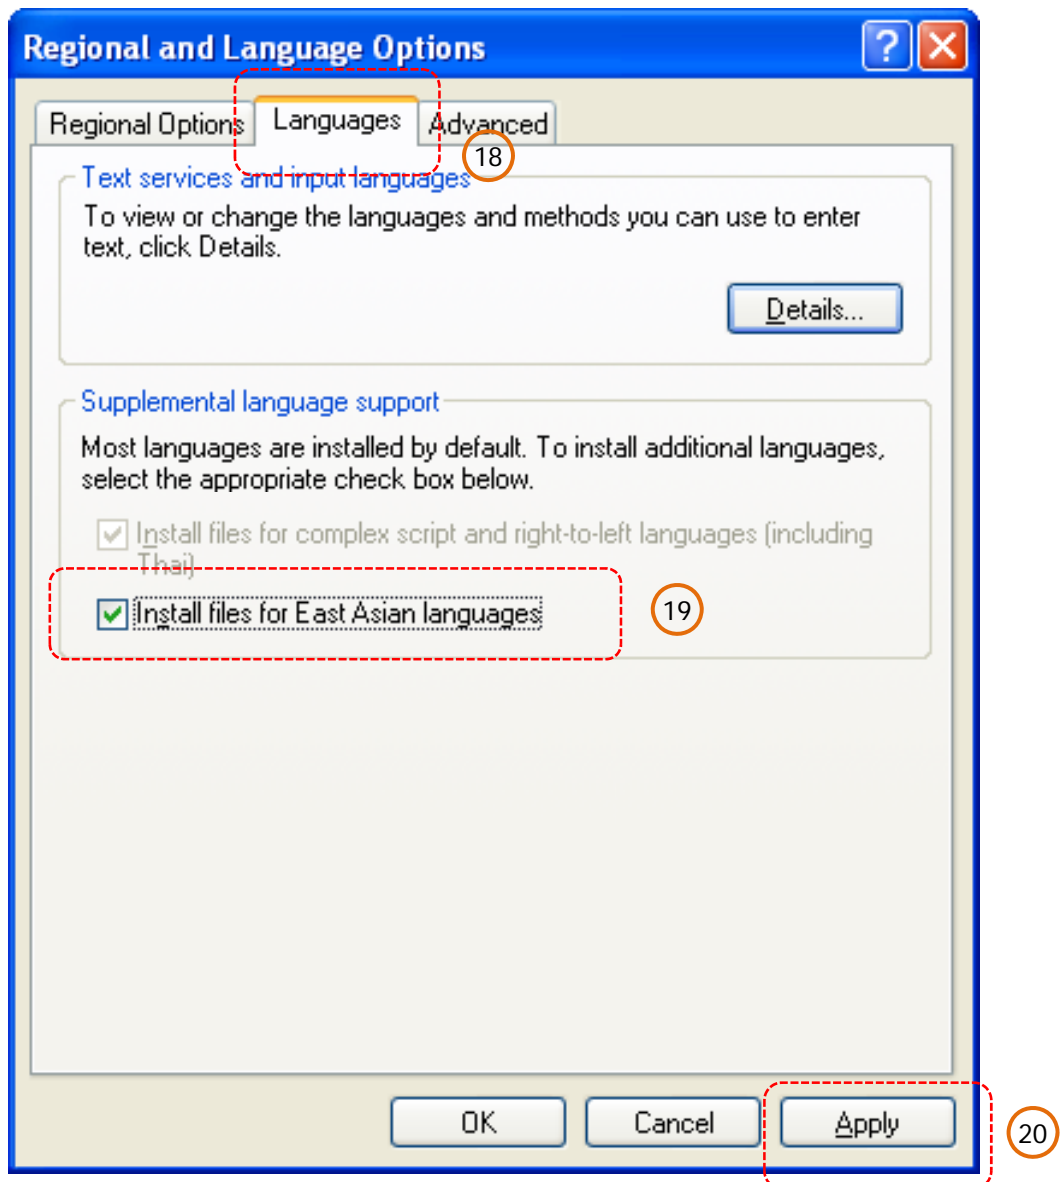 Regional and Language Options
Regional Options Languages Advanced
18
Text services and input languages
To view or change the languages and methods you can use to enter
text, click Details.
Details...
Supplemental language support
Most languages are installed by default. To install additional languages,
select the appropriate check box below.
Install files for complex script and right-to-left languages (including
Thai)
Install files for East Asian languages
19
OK Cancel Apply
20